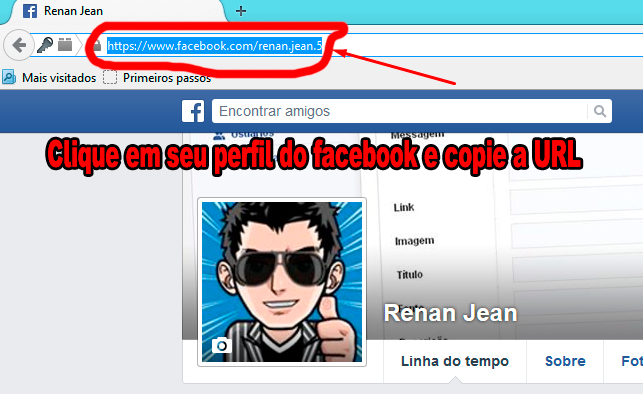 Renan Jean
https://www.facebook.com/renan.jean.5
Mais visitados
Primeiros passos
Encontrar amigos
Usuários
Mensagem
Clique em seu perfil do facebook e copie a URL
Link
Imagem
Título
Renan Jean
Linha do tempo
Sobre
Fot